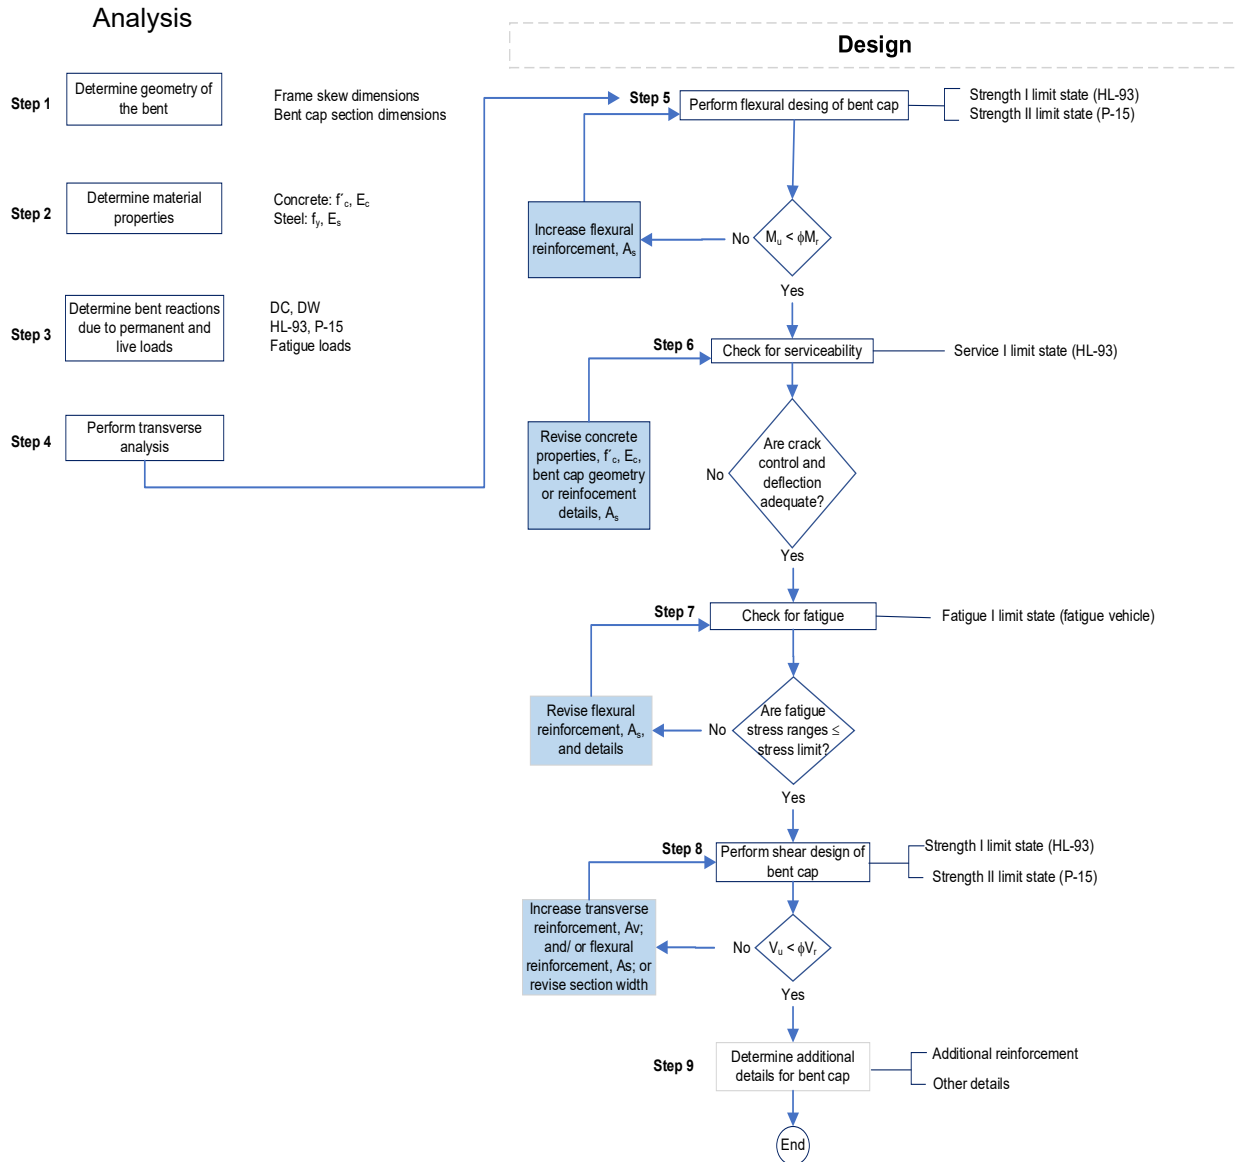 Analysis
Step 1
Determine geometry of
the bent
Frame skew dimensions
Bent cap section dimensions
Step 2
Determine material
properties
Concrete: f´c, Ec
Steel: fy, Es
Step 3
Determine bent reactions
due to permanent and
live loads
DC, DW
HL-93, P-15
Fatigue loads
Step 4
Perform transverse
analysis
Design
Step 5
Perform flexural desing of bent cap
Strength I limit state (HL-93)
Strength II limit state (P-15)
Increase flexural
reinforcement, As
No
Mu < ϕMr
Yes
Step 6
Check for serviceability
Service I limit state (HL-93)
Revise concrete
properties, f´c, Ec,
bent cap geometry
or reinfocement
details, As
No
Are crack
control and
deflection
adequate?
Yes
Step 7
Check for fatigue
Fatigue I limit state (fatigue vehicle)
Revise flexural
reinforcement, As,
and details
No
Are fatigue
stress ranges ≤
stress limit?
Yes
Step 8
Perform shear design of
bent cap
Strength I limit state (HL-93)
Strength II limit state (P-15)
Increase transverse
reinforcement, Av;
and/ or flexural
reinforcement, As; or
revise section width
No
Vu < ϕVr
Yes
Step 9
Determine additional
details for bent cap
Additional reinforcement
Other details
End